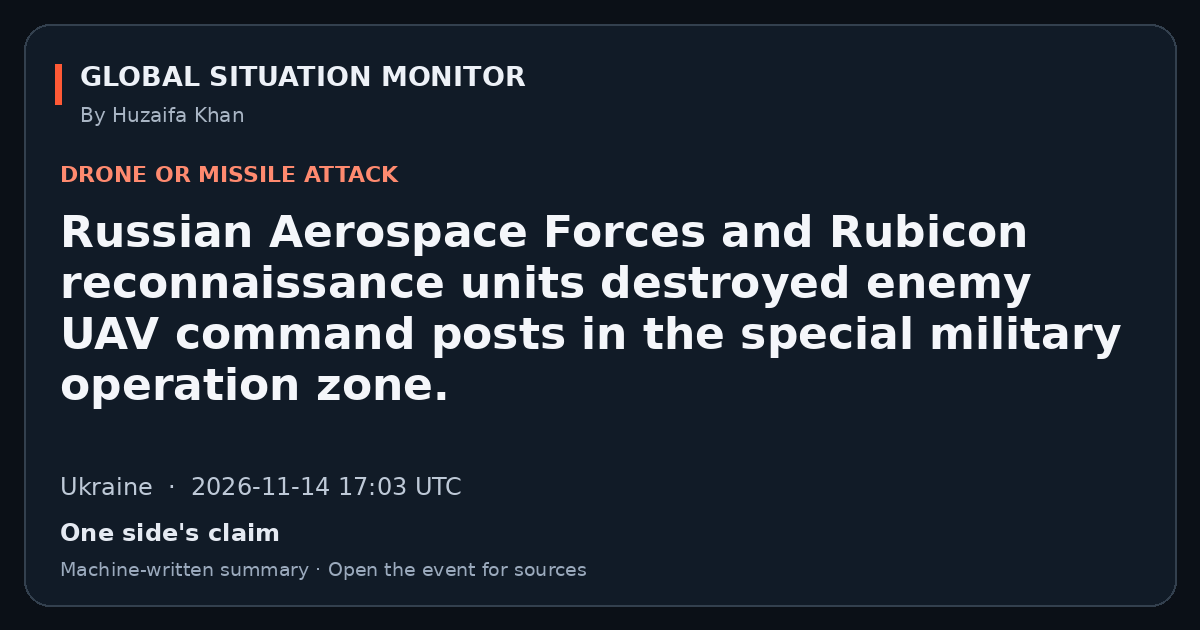 GLOBAL SITUATION MONITOR
By Huzaifa Khan
DRONE OR MISSILE ATTACK
Russian Aerospace Forces and Rubicon
reconnaissance units destroyed enemy
UAV command posts in the special military
operation zone.
Ukraine · 2026-11-14 17:03 UTC
One side's claim
Machine-written summary · Open the event for sources